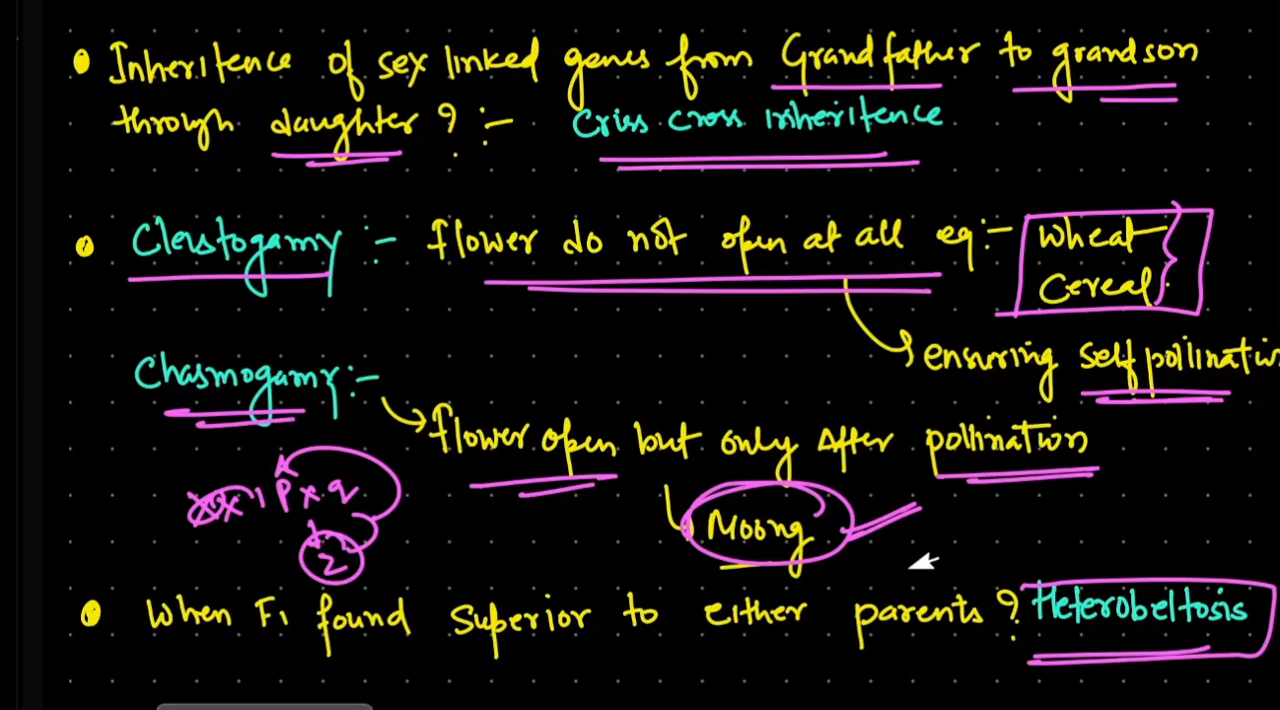 Inheritence of sex linked genes from Grandfather to grandson
through daughter ? :- Criss cross inheritence
Cleistogamy :- flower do not open at all eg:- Wheat
Cereal
ensuring self pollination
Chasmogamy :-
flower open but only After pollination
P x q
Moong
2
When F1 found superior to either parents ? Heterobeltosis